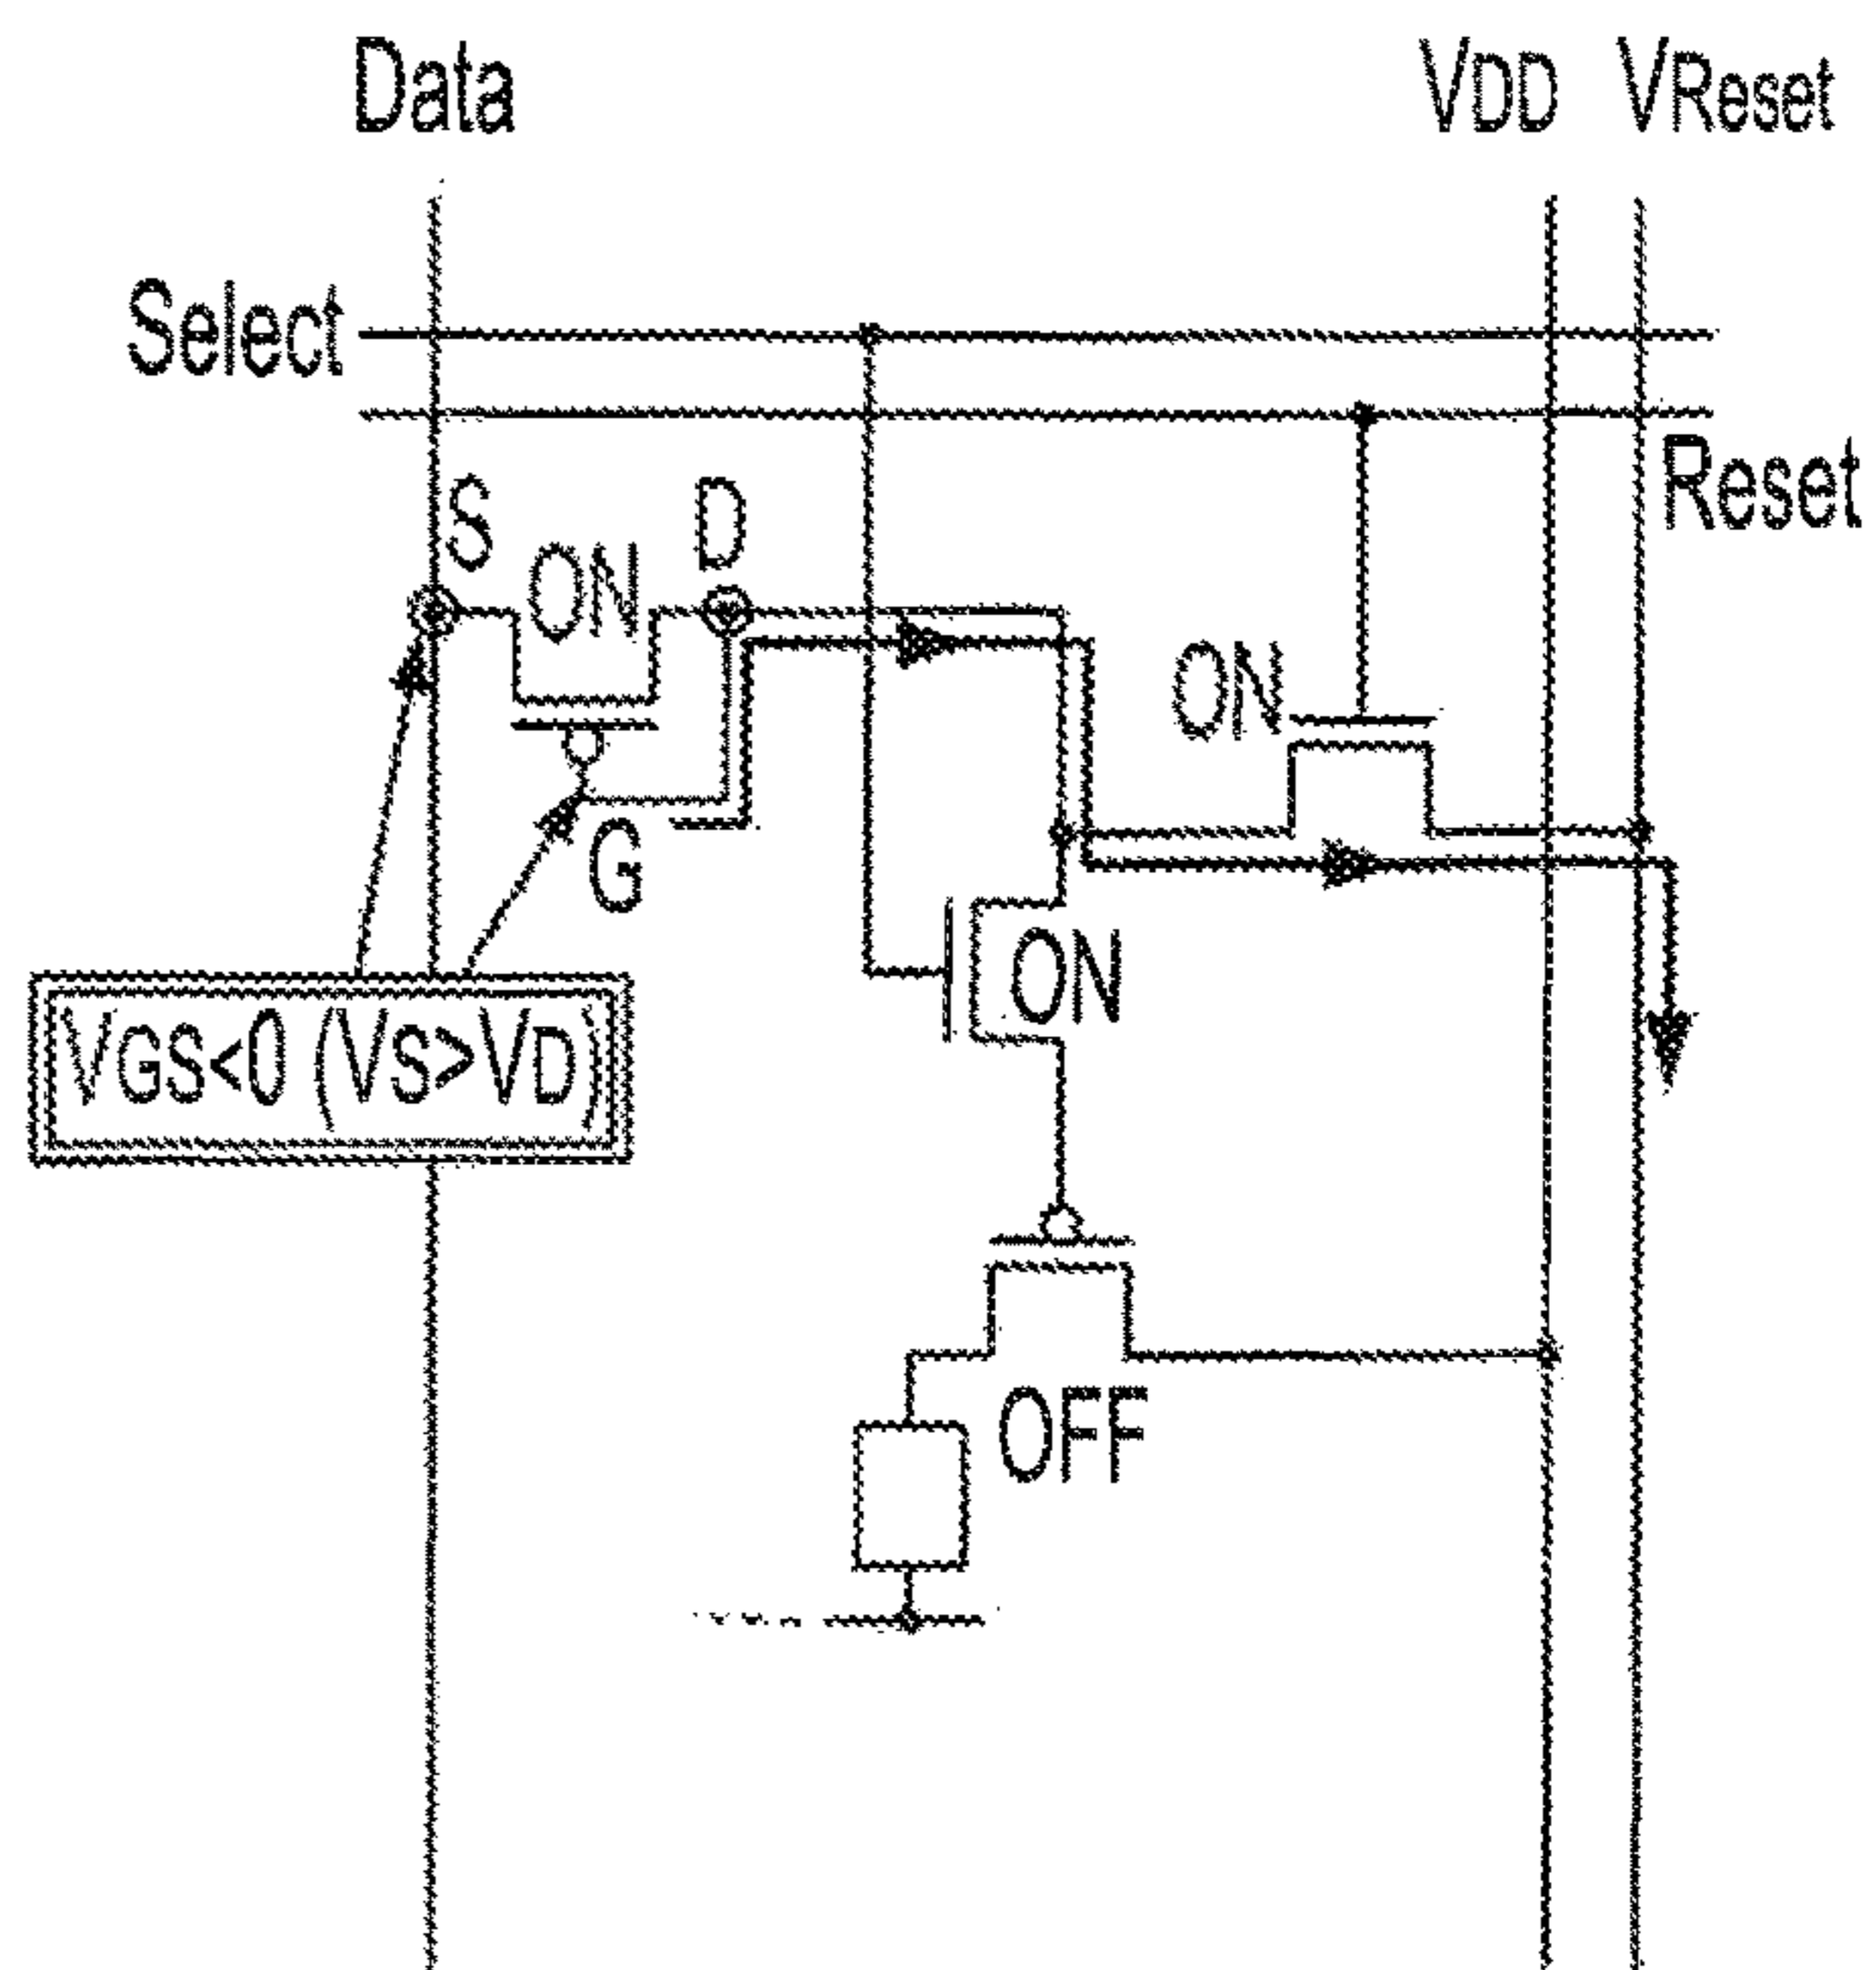 Data VDD VReset
Select
Reset
S ON D
ON
G
ON
VGS<0 (VS>VD)
OFF